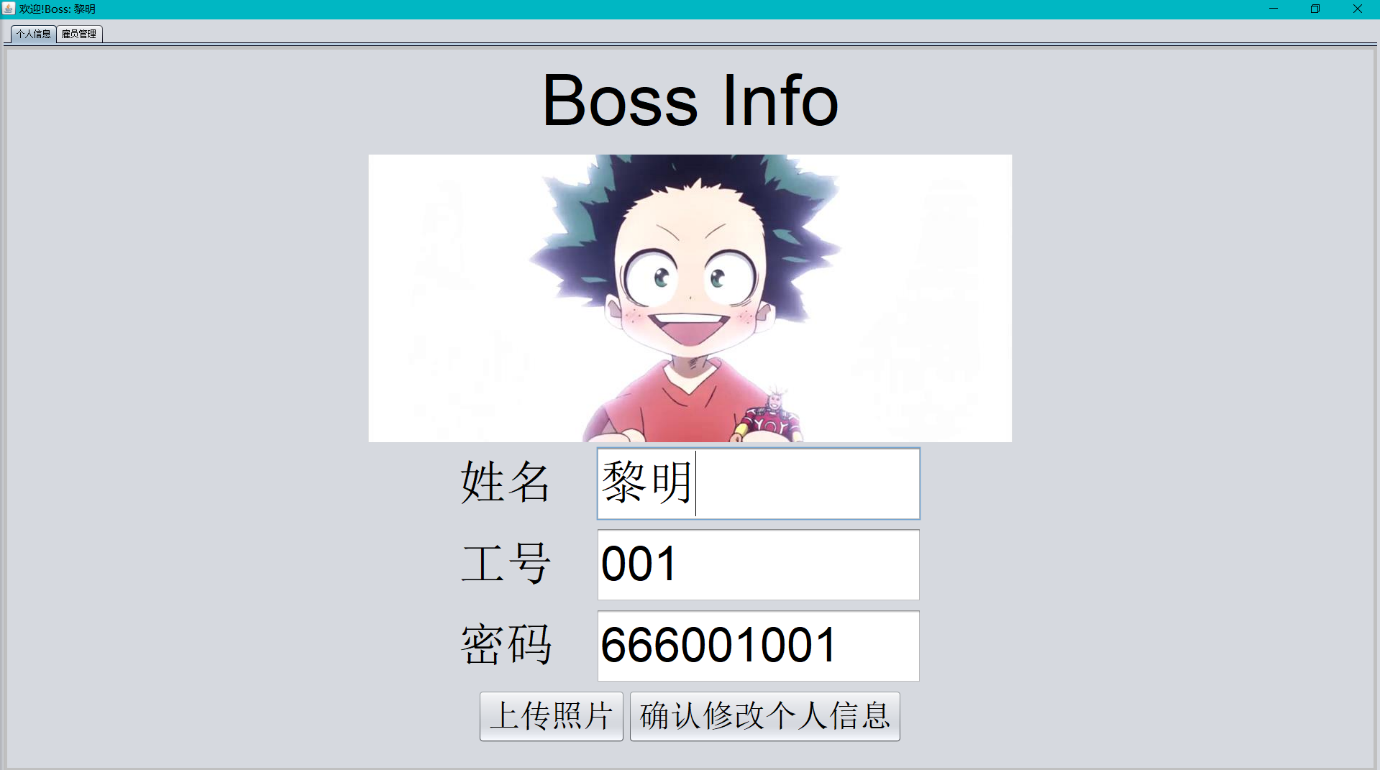 欢迎!Boss: 黎明
个人信息 雇员管理
Boss Info
姓名 黎明
工号 001
密码 666001001
上传照片 确认修改个人信息